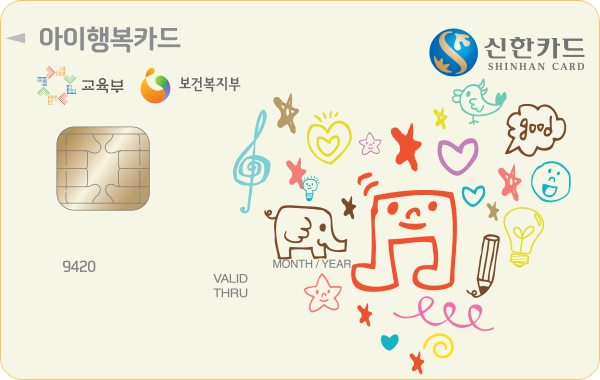 아이행복카드
신한카드
SHINHAN CARD
교육부
보건복지부
good
9420
MONTH / YEAR
VALID
THRU